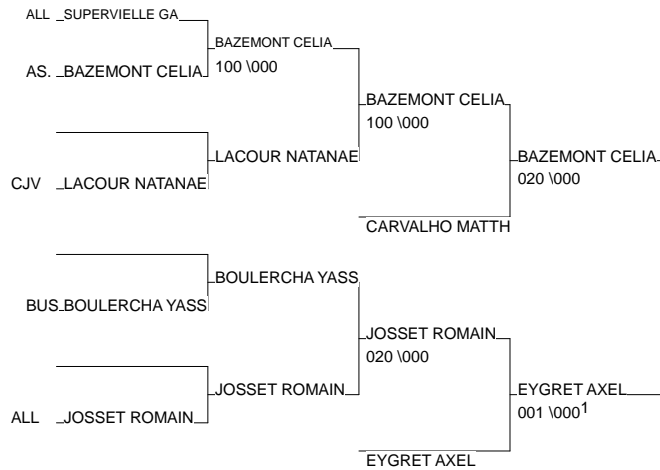 ALL SUPERVIELLE GA
BAZEMONT CELIA
100 \000
AS. BAZEMONT CELIA
BAZEMONT CELIA
100 \000
LACOUR NATANAE
BAZEMONT CELIA
020 \000
CJV LACOUR NATANAE
CARVALHO MATTH
BOULERCHA YASS
BUS BOULERCHA YASS
JOSSET ROMAIN
020 \000
JOSSET ROMAIN
EYGRET AXEL
001 \000 1
ALL JOSSET ROMAIN
EYGRET AXEL